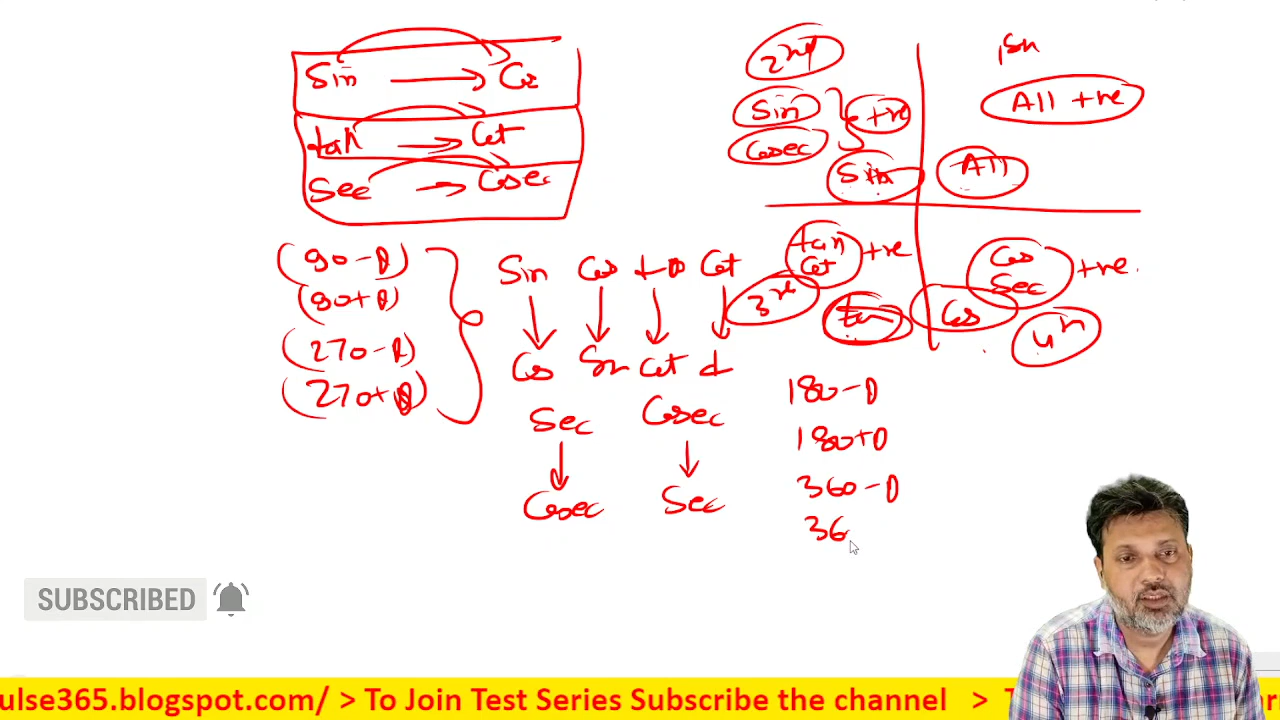 Sin → Cos
tan → Cot
Sec → Cosec
2nd
Sin
Cosec
+ve
Sin
All
All +ve
tan
Cot
+ve
3rd
tan
Cos
Sec
+ve.
Cos
4th
(90-θ)
(90+θ)
(270-θ)
(270+θ)
Sin Cos tan Cot
Cos Sin Cot t
Sec Cosec
Cosec Sec
180-θ
180+θ
360-θ
36
SUBSCRIBED
ulse365.blogspot.com/ > To Join Test Series Subscribe the channel > T